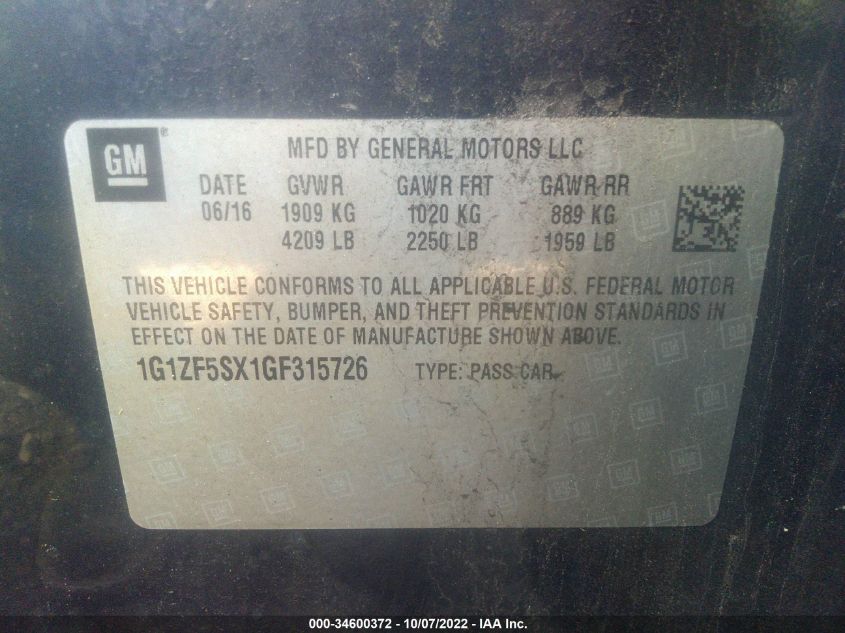 GM ® MFD BY GENERAL MOTORS LLC
DATE GVWR GAWR FRT GAWR RR
06/16 1909 KG 1020 KG 889 KG
4209 LB 2250 LB 1959 LB
THIS VEHICLE CONFORMS TO ALL APPLICABLE U.S. FEDERAL MOTOR
VEHICLE SAFETY, BUMPER, AND THEFT PREVENTION STANDARDS IN
EFFECT ON THE DATE OF MANUFACTURE SHOWN ABOVE.
1G1ZF5SX1GF315726 TYPE: PASS CAR
000-34600372 - 10/07/2022 - IAA Inc.